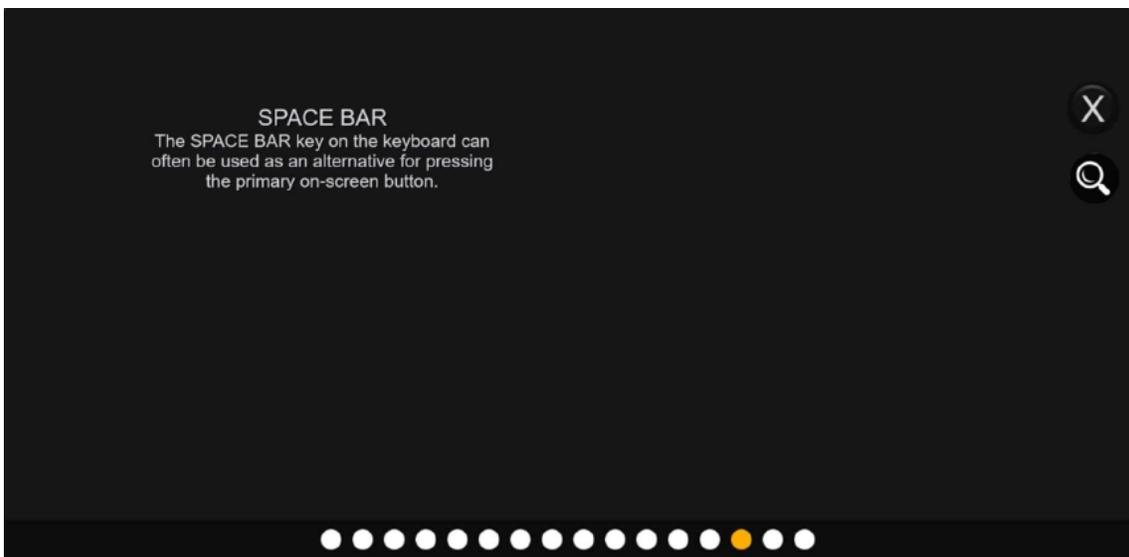 SPACE BAR
The SPACE BAR key on the keyboard can
often be used as an alternative for pressing
the primary on-screen button.
X